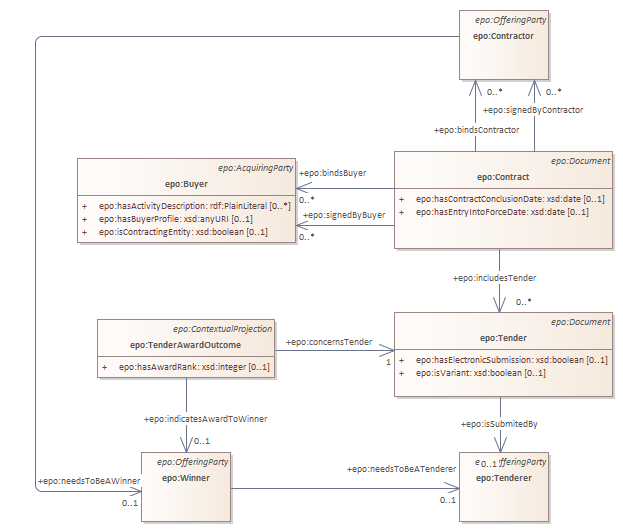 epo:OfferingParty
epo:Contractor
0..*
0..*
+epo:signedByContractor
+epo:bindsContractor
epo:AcquiringParty
epo:Buyer
+ epo:hasActivityDescription: rdf:PlainLiteral [0..*]
+ epo:hasBuyerProfile: xsd:anyURI [0..1]
+ epo:isContractingEntity: xsd:boolean [0..1]
+epo:bindsBuyer
0..*
+epo:signedByBuyer
0..*
epo:Document
epo:Contract
+ epo:hasContractConclusionDate: xsd:date [0..1]
+ epo:hasEntryIntoForceDate: xsd:date [0..1]
+epo:includesTender
0..*
epo:ContextualProjection
epo:TenderAwardOutcome
+ epo:hasAwardRank: xsd:integer [0..1]
+epo:concernsTender
1
epo:Document
epo:Tender
+ epo:hasElectronicSubmission: xsd:boolean [0..1]
+ epo:isVariant: xsd:boolean [0..1]
+epo:indicatesAwardToWinner
0..1
+epo:isSubmitedBy
0..1
+epo:needsToBeAWinner
0..1
epo:OfferingParty
epo:Winner
+epo:needsToBeATenderer
0..1
OfferingParty
epo:Tenderer